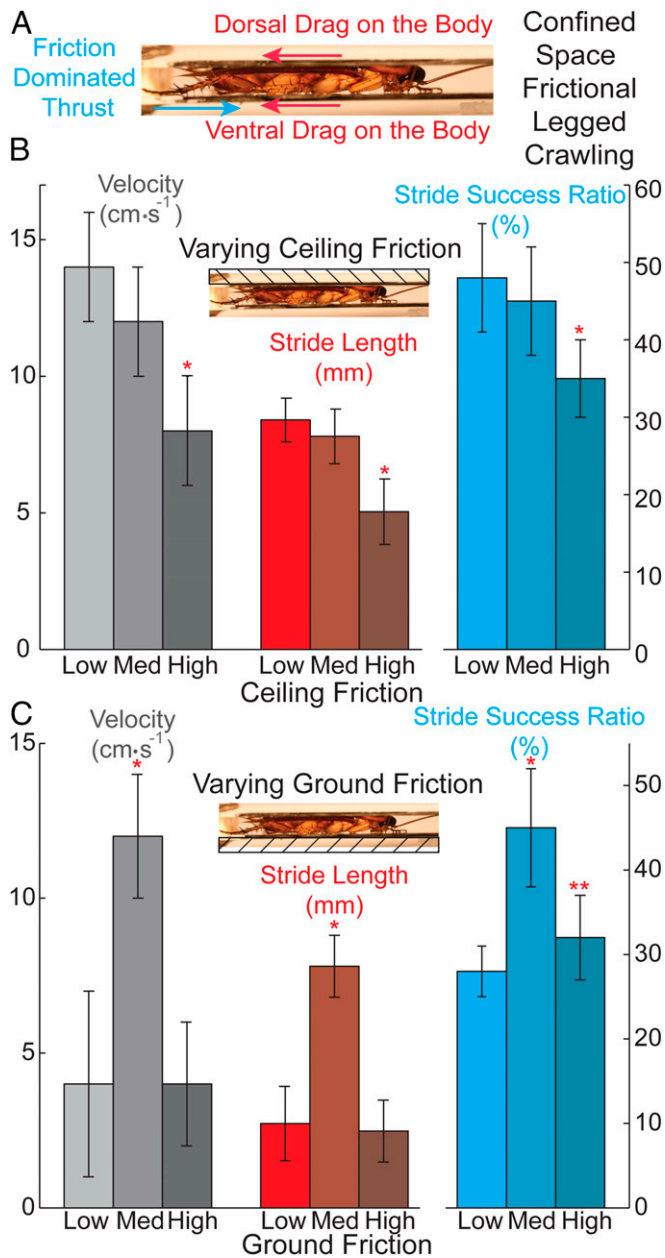 A
Dorsal Drag on the Body
Friction
Dominated
Thrust
Ventral Drag on the Body
Confined
Space
Frictional
Legged
Crawling
B
Velocity
(cm·s⁻¹)
Stride Success Ratio
(%)
Varying Ceiling Friction
Stride Length
(mm)
15
10
5
0
60
50
40
30
20
10
0
*
*
*
Low Med High
Low Med High
Low Med High
Ceiling Friction
C
Velocity
(cm·s⁻¹)
Stride Success Ratio
(%)
Varying Ground Friction
Stride Length
(mm)
15
10
5
0
50
40
30
20
10
0
*
*
*
**
Low Med High
Low Med High
Low Med High
Ground Friction